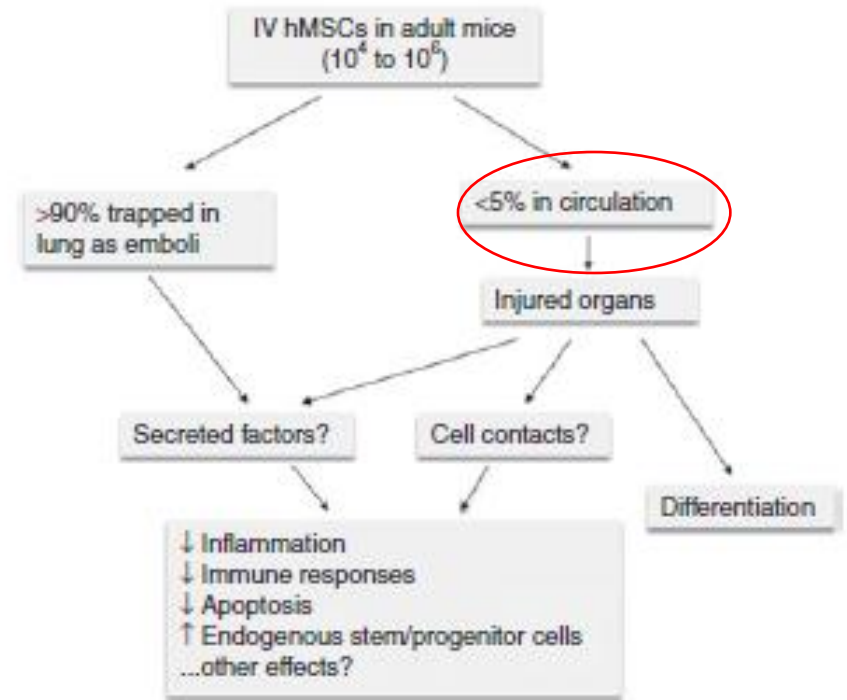 IV hMSCs in adult mice
(10⁴ to 10⁶)
>90% trapped in
lung as emboli
<5% in circulation
Injured organs
Secreted factors?
Cell contacts?
Differentiation
↓ Inflammation
↓ Immune responses
↓ Apoptosis
↑ Endogenous stem/progenitor cells
...other effects?